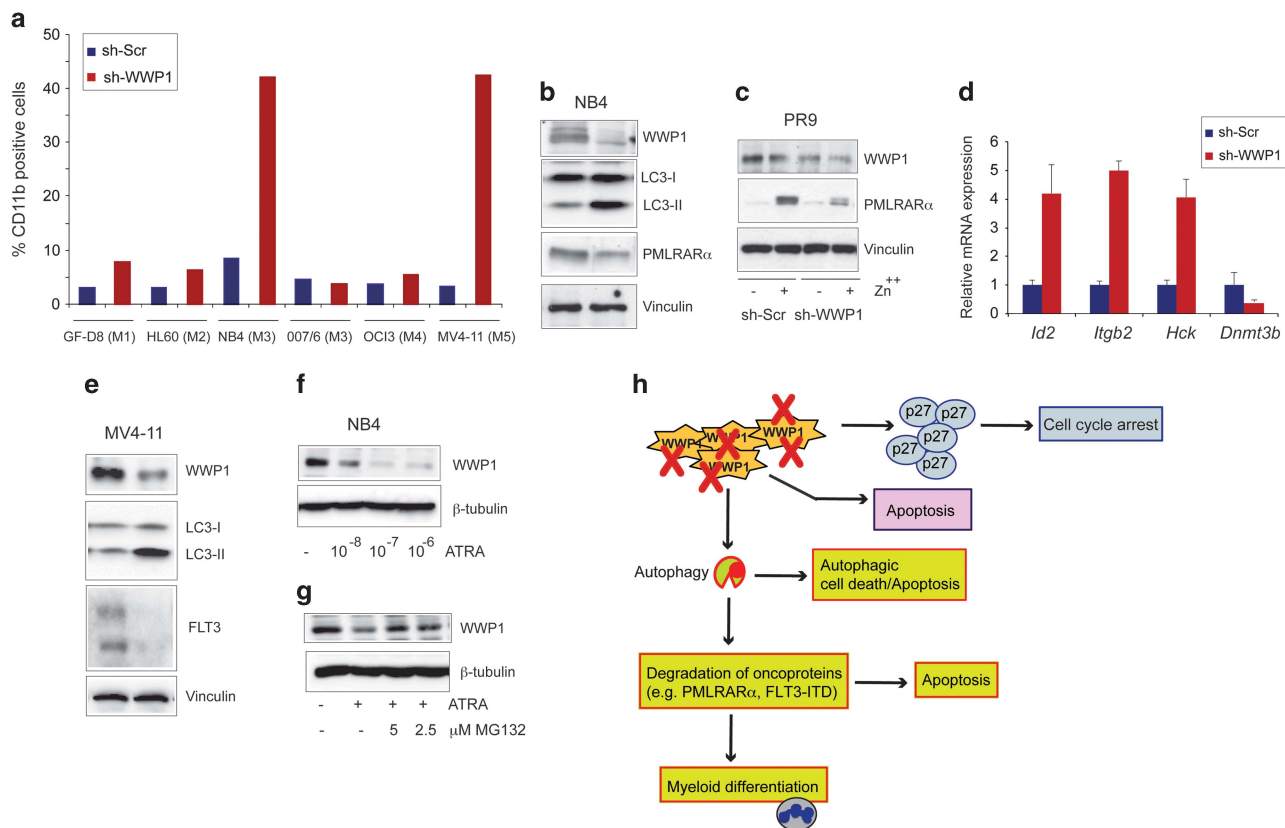 a
50
40
30
20
10
0
% CD11b positive cells
sh-Scr
sh-WWP1
GF-D8 (M1) HL60 (M2) NB4 (M3) 007/6 (M3) OCI3 (M4) MV4-11 (M5)
b
NB4
WWP1
LC3-I
LC3-II
PMLRARα
Vinculin
c
PR9
WWP1
PMLRARα
Vinculin
- + - + Zn++
sh-Scr sh-WWP1
d
sh-Scr
sh-WWP1
Relative mRNA expression
6
5
4
3
2
1
0
Id2 Itgb2 Hck Dnmt3b
e
MV4-11
WWP1
LC3-I
LC3-II
FLT3
Vinculin
f
NB4
WWP1
β-tubulin
- 10-8 10-7 10-6 ATRA
g
WWP1
β-tubulin
- + + + ATRA
- - 5 2.5 μM MG132
h
WWP1 WWP1 WWP1
WWP1
p27 p27
p27
p27
p27
Cell cycle arrest
Apoptosis
Autophagy
Autophagic
cell death/Apoptosis
Degradation of oncoproteins
(e.g. PMLRARα, FLT3-ITD)
Apoptosis
Myeloid differentiation